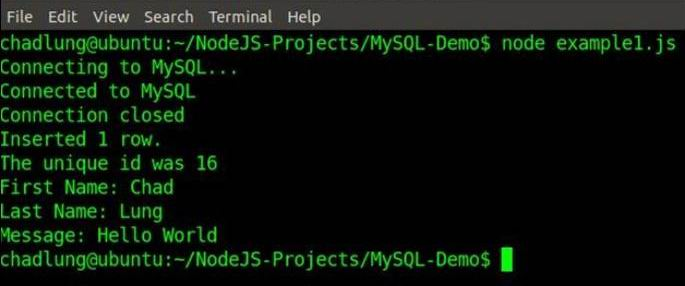 File Edit View Search Terminal Help
chadlung@ubuntu:~/NodeJS-Projects/MySQL-Demo$ node example1.js
Connecting to MySQL...
Connected to MySQL
Connection closed
Inserted 1 row.
The unique id was 16
First Name: Chad
Last Name: Lung
Message: Hello World
chadlung@ubuntu:~/NodeJS-Projects/MySQL-Demo$